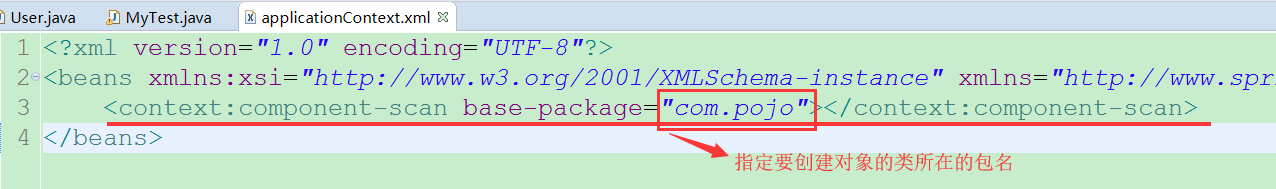 User.java MyTest.java applicationContext.xml
1 <?xml version="1.0" encoding="UTF-8"?>
2 <beans xmlns:xsi="http://www.w3.org/2001/XMLSchema-instance" xmlns="http://www.spr
3 <context:component-scan base-package="com.pojo"></context:component-scan>
4 </beans>
指定要创建对象的类所在的包名